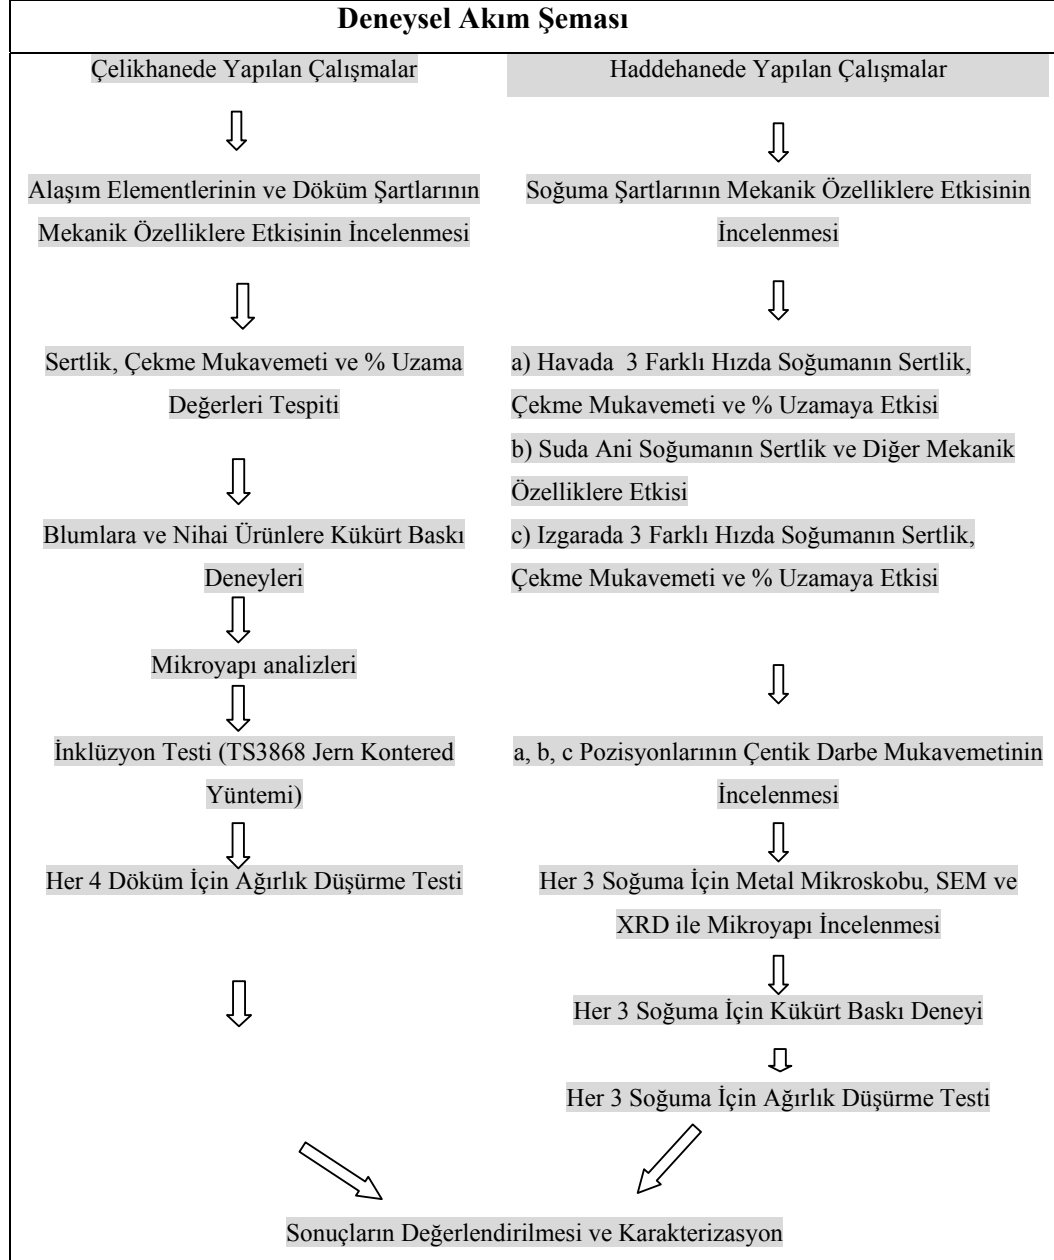 Deneysel Akım Şeması
Çelikhanede Yapılan Çalışmalar
Alaşım Elementlerinin ve Döküm Şartlarının
Mekanik Özelliklere Etkisinin İncelenmesi
Sertlik, Çekme Mukavemeti ve % Uzama
Değerleri Tespiti
Blumlara ve Nihai Ürünlere Kükürt Baskı
Deneyleri
Mikroyapı analizleri
İnklüzyon Testi (TS3868 Jern Kontered
Yüntemi)
Her 4 Döküm İçin Ağırlık Düşürme Testi
Haddehanede Yapılan Çalışmalar
Soğuma Şartlarının Mekanik Özelliklere Etkisinin
İncelenmesi
a) Havada 3 Farklı Hızda Soğumanın Sertlik,
Çekme Mukavemeti ve % Uzamaya Etkisi
b) Suda Ani Soğumanın Sertlik ve Diğer Mekanik
Özelliklere Etkisi
c) Izgarada 3 Farklı Hızda Soğumanın Sertlik,
Çekme Mukavemeti ve % Uzamaya Etkisi
a, b, c Pozisyonlarının Çentik Darbe Mukavemetinin
İncelenmesi
Her 3 Soğuma İçin Metal Mikroskobu, SEM ve
XRD ile Mikroyapı İncelenmesi
Her 3 Soğuma İçin Kükürt Baskı Deneyi
Her 3 Soğuma İçin Ağırlık Düşürme Testi
Sonuçların Değerlendirilmesi ve Karakterizasyon